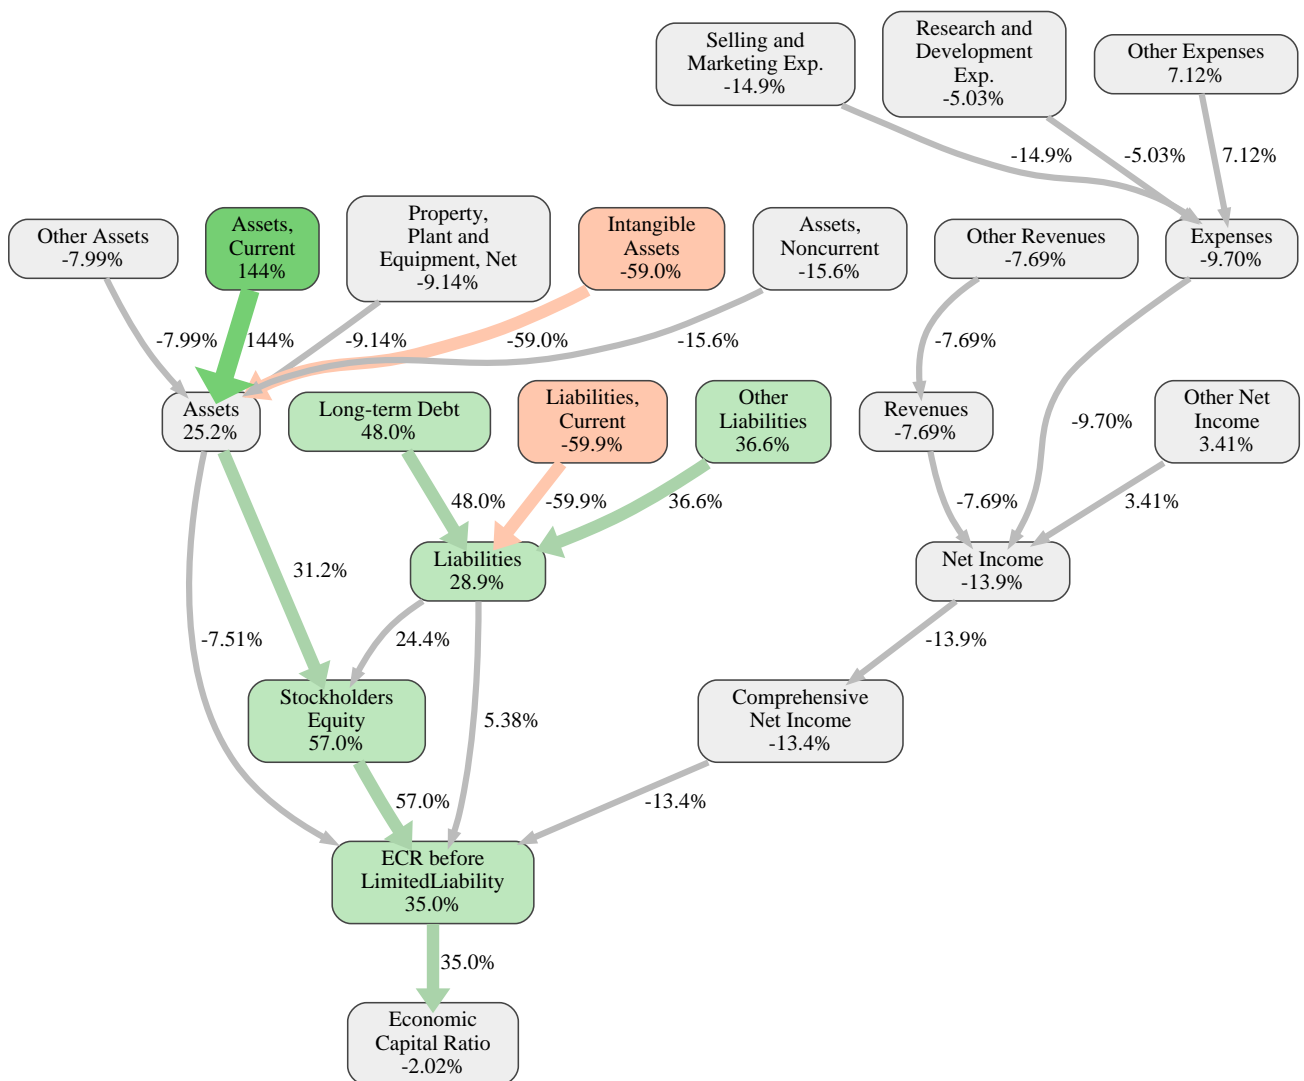 Selling and
Marketing Exp.
-14.9%
Research and
Development
Exp.
-5.03%
Other Expenses
7.12%
-14.9%
-5.03%
7.12%
Other Assets
-7.99%
Assets,
Current
144%
Property,
Plant and
Equipment, Net
-9.14%
Intangible
Assets
-59.0%
Assets,
Noncurrent
-15.6%
Other Revenues
-7.69%
Expenses
-9.70%
-7.99%
144%
-9.14%
-59.0%
-15.6%
-7.69%
Assets
25.2%
Long-term Debt
48.0%
Liabilities,
Current
-59.9%
Other
Liabilities
36.6%
Revenues
-7.69%
-9.70%
Other Net
Income
3.41%
48.0%
-59.9%
36.6%
-7.69%
3.41%
31.2%
Liabilities
28.9%
Net Income
-13.9%
-7.51%
24.4%
-13.9%
Stockholders
Equity
57.0%
5.38%
Comprehensive
Net Income
-13.4%
57.0%
-13.4%
ECR before
LimitedLiability
35.0%
35.0%
Economic
Capital Ratio
-2.02%